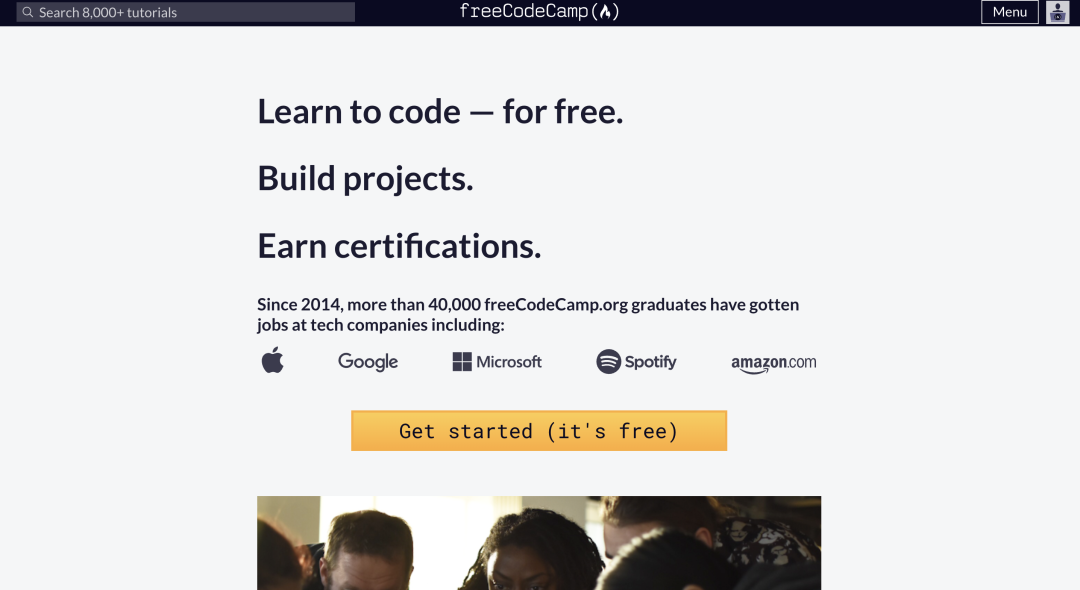 Search 8,000+ tutorials
freeCodeCamp(🔥)
Menu
Learn to code — for free.
Build projects.
Earn certifications.
Since 2014, more than 40,000 freeCodeCamp.org graduates have gotten
jobs at tech companies including:
Google
Microsoft
Spotify
amazon.com
Get started (it's free)